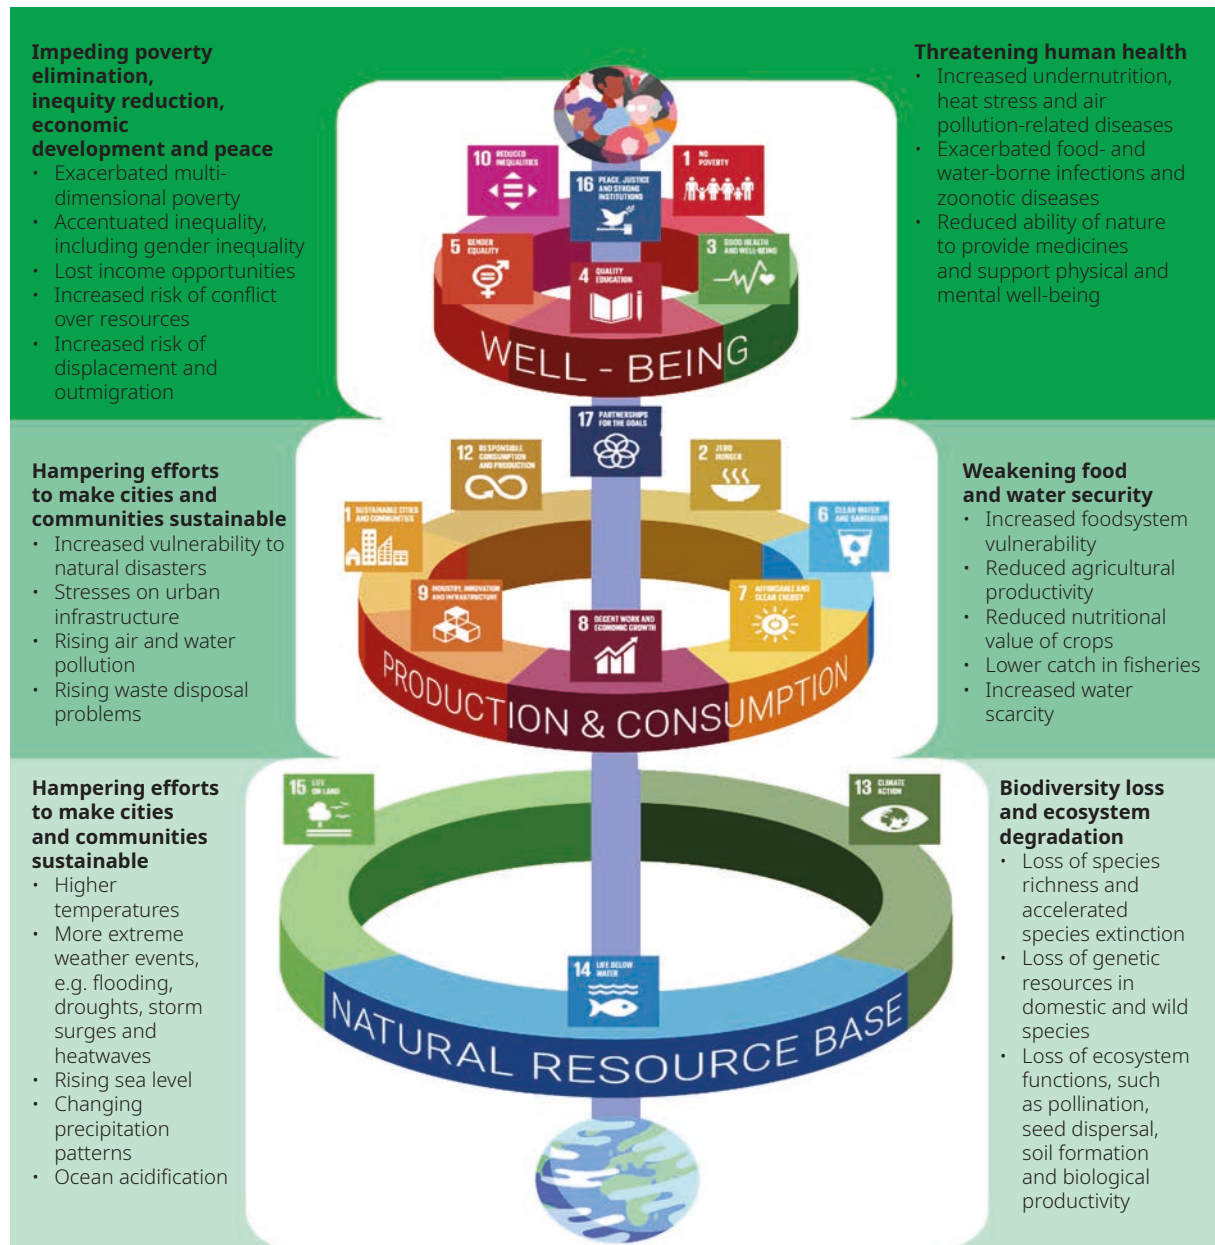 Impeding poverty
elimination,
inequity reduction,
economic
development and peace
• Exacerbated multi-
dimensional poverty
• Accentuated inequality,
including gender inequality
• Lost income opportunities
• Increased risk of conflict
over resources
• Increased risk of
displacement and
outmigration
Threatening human health
• Increased undernutrition,
heat stress and air
pollution-related diseases
• Exacerbated food- and
water-borne infections and
zoonotic diseases
• Reduced ability of nature
to provide medicines
and support physical and
mental well-being
10 REDUCED
INEQUALITIES
16 PEACE, JUSTICE
AND STRONG
INSTITUTIONS
1 NO
POVERTY
5 GENDER
EQUALITY
4 QUALITY
EDUCATION
3 GOOD HEALTH
AND WELL-BEING
WELL - BEING
Hampering efforts
to make cities and
communities sustainable
• Increased vulnerability to
natural disasters
• Stresses on urban
infrastructure
• Rising air and water
pollution
• Rising waste disposal
problems
17 PARTNERSHIPS
FOR THE GOALS
12 RESPONSIBLE
CONSUMPTION
AND PRODUCTION
2 ZERO
HUNGER
1 SUSTAINABLE CITIES
AND COMMUNITIES
6 CLEAN WATER
AND SANITATION
9 INDUSTRY, INNOVATION
AND INFRASTRUCTURE
8 DECENT WORK AND
ECONOMIC GROWTH
7 AFFORDABLE AND
CLEAN ENERGY
PRODUCTION & CONSUMPTION
Weakening food
and water security
• Increased foodsystem
vulnerability
• Reduced agricultural
productivity
• Reduced nutritional
value of crops
• Lower catch in fisheries
• Increased water
scarcity
Hampering efforts
to make cities
and communities
sustainable
• Higher
temperatures
• More extreme
weather events,
e.g. flooding,
droughts, storm
surges and
heatwaves
• Rising sea level
• Changing
precipitation
patterns
• Ocean acidification
15 LIFE
ON LAND
13 CLIMATE
ACTION
14 LIFE BELOW
WATER
NATURAL RESOURCE BASE
Biodiversity loss
and ecosystem
degradation
• Loss of species
richness and
accelerated
species extinction
• Loss of genetic
resources in
domestic and wild
species
• Loss of ecosystem
functions, such
as pollination,
seed dispersal,
soil formation
and biological
productivity